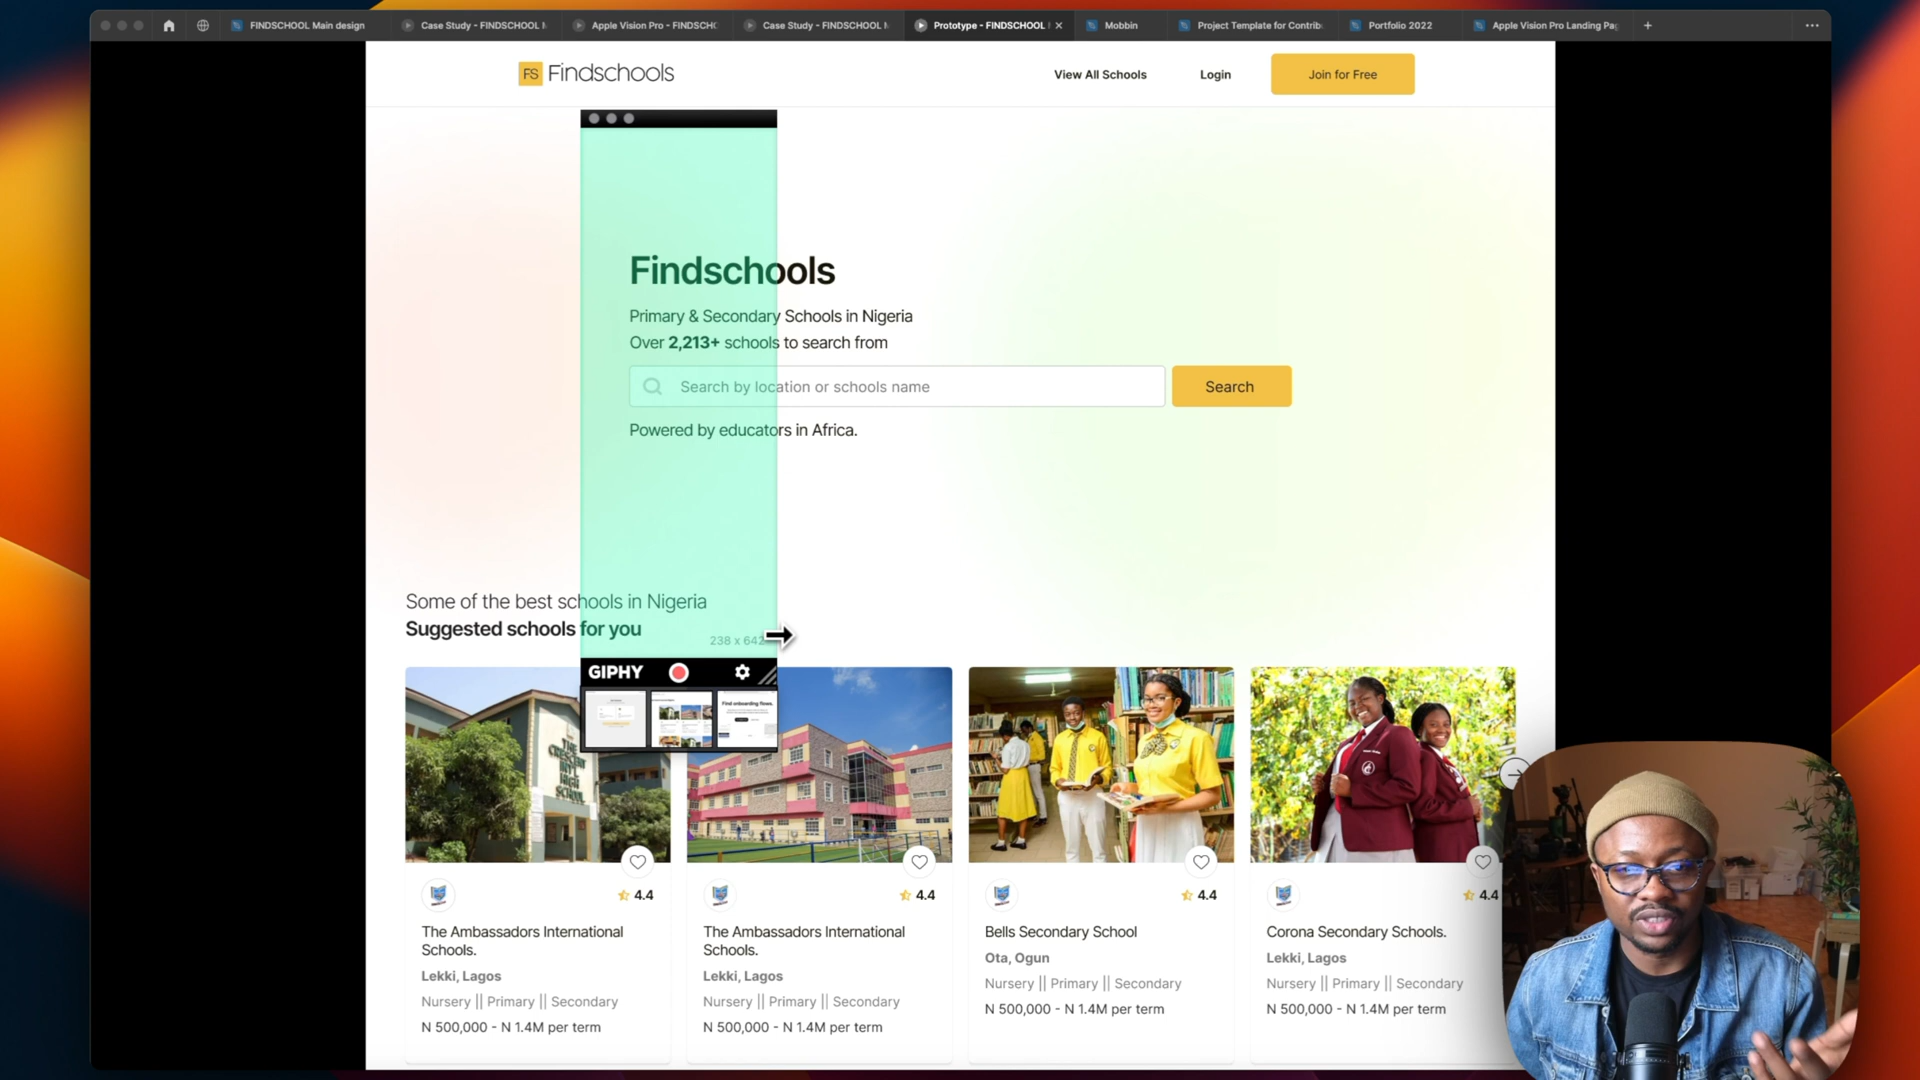 FINDSCHOOL Main design
Case Study - FINDSCHOOL
Apple Vision Pro - FINDSCH
Case Study - FINDSCHOOL
Prototype - FINDSCHOOL
Mobbin
Project Template for Contrib
Portfolio 2022
Apple Vision Pro Landing Pag
FS Findschools
View All Schools
Login
Join for Free
Findschools
Primary & Secondary Schools in Nigeria
Over 2,213+ schools to search from
Search by location or schools name
Search
Powered by educators in Africa.
Some of the best schools in Nigeria
Suggested schools for you
238 x 642
GIPHY
Find onboarding flows.
THE
HIGH
SCHOOL
4.4
4.4
4.4
4.4
The Ambassadors International
Schools.
Lekki, Lagos
Nursery || Primary || Secondary
N 500,000 - N 1.4M per term
The Ambassadors International
Schools.
Lekki, Lagos
Nursery || Primary || Secondary
N 500,000 - N 1.4M per term
Bells Secondary School
Ota, Ogun
Nursery || Primary || Secondary
N 500,000 - N 1.4M per term
Corona Secondary Schools.
Lekki, Lagos
Nursery || Primary || Secondary
N 500,000 - N 1.4M per term